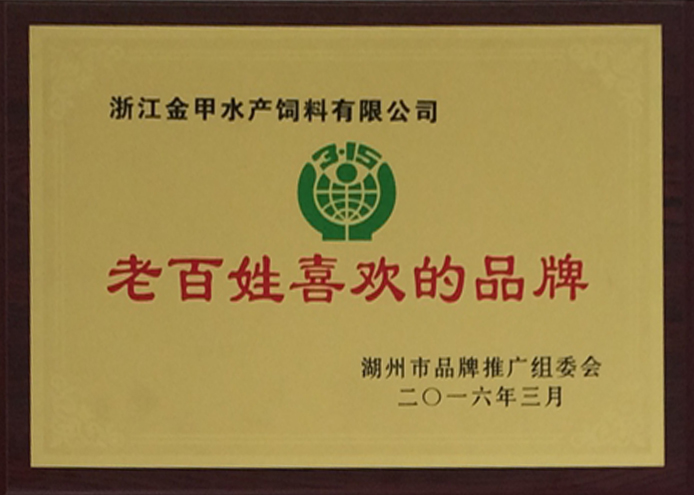 浙江金甲水产饲料有限公司
3·15
老百姓喜欢的品牌
湖州市品牌推广组委会
二〇一六年三月